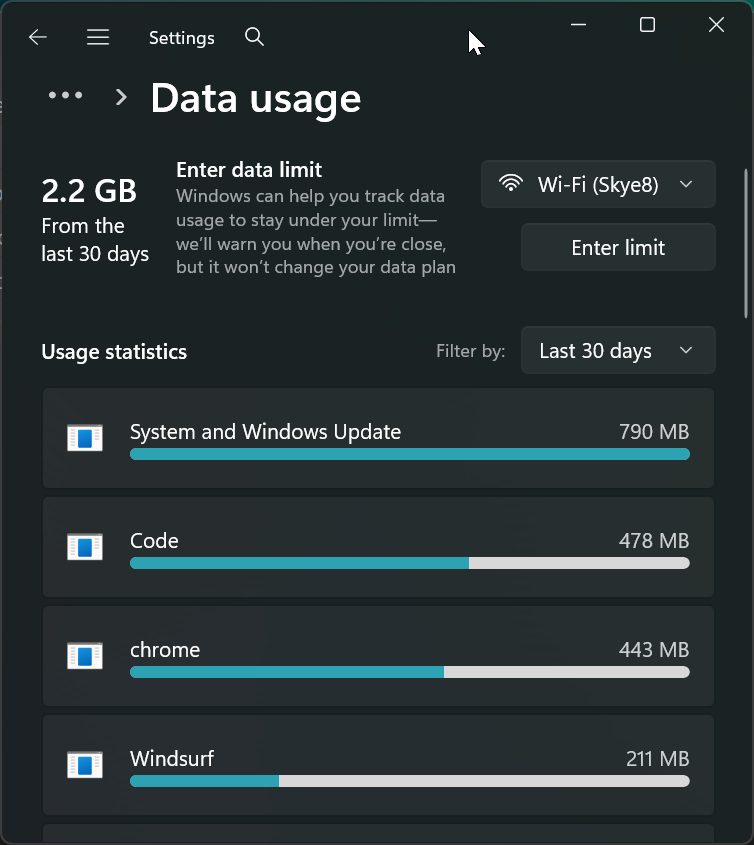 Settings
Data usage
2.2 GB
From the
last 30 days
Enter data limit
Windows can help you track data
usage to stay under your limit—
we’ll warn you when you’re close,
but it won’t change your data plan
Wi-Fi (Skye8)
Enter limit
Usage statistics
Filter by:
Last 30 days
System and Windows Update
790 MB
Code
478 MB
chrome
443 MB
Windsurf
211 MB